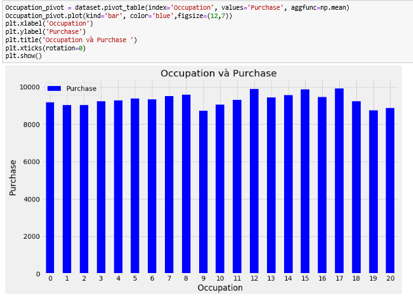 Occupation_pivot = dataset.pivot_table(index='Occupation', values='Purchase', aggfunc=np.mean)
Occupation_pivot.plot(kind='bar', color='blue',figsize=(12,7))
plt.xlabel('Occupation')
plt.ylabel('Purchase')
plt.title('Occupation và Purchase ')
plt.xticks(rotation=0)
plt.show()
Occupation và Purchase
Purchase
10000
8000
6000
4000
2000
0
Purchase
0 1 2 3 4 5 6 7 8 9 10 11 12 13 14 15 16 17 18 19 20
Occupation